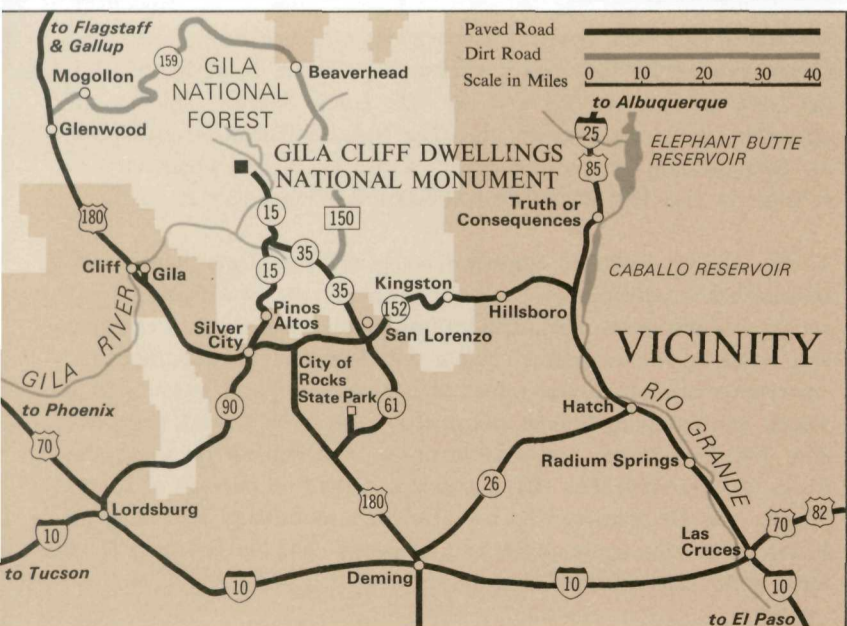 to Flagstaff
& Gallup
Mogollon
159
GILA
NATIONAL
FOREST
Beaverhead
Glenwood
Paved Road
Dirt Road
Scale in Miles
0 10 20 30 40
to Albuquerque
25
85
ELEPHANT BUTTE
RESERVOIR
GILA CLIFF DWELLINGS
NATIONAL MONUMENT
15
150
Truth or
Consequences
180
35
Cliff
Gila
15
35
CABALLO RESERVOIR
Kingston
152
Hillsboro
Pinos
Altos
Silver
City
San Lorenzo
VICINITY
GILA RIVER
City of
Rocks
State Park
to Phoenix
90
61
Hatch
RIO GRANDE
70
Radium Springs
26
180
Lordsburg
10
Las
Cruces
70
82
to Tucson
10
Deming
10
10
to El Paso